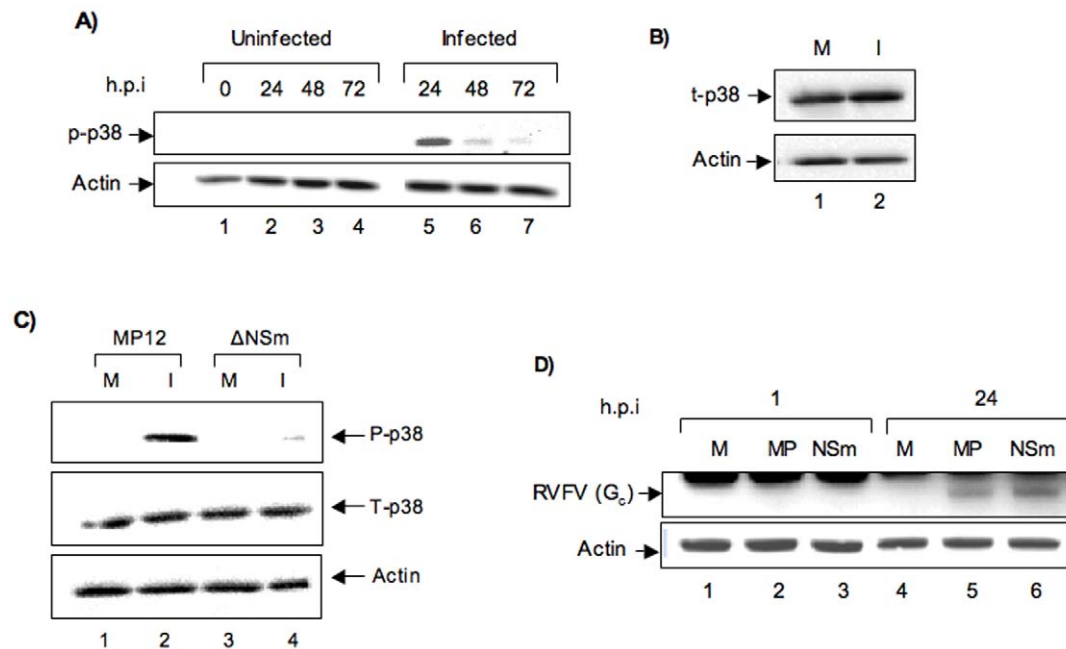 A)
Uninfected Infected
h.p.i 0 24 48 72 24 48 72
p-p38
Actin
1 2 3 4 5 6 7
B)
M I
t-p38
Actin
1 2
C)
MP12 ΔNSm
M I M I
P-p38
T-p38
Actin
1 2 3 4
D)
h.p.i 1 24
M MP NSm M MP NSm
RVFV (Gc)
Actin
1 2 3 4 5 6